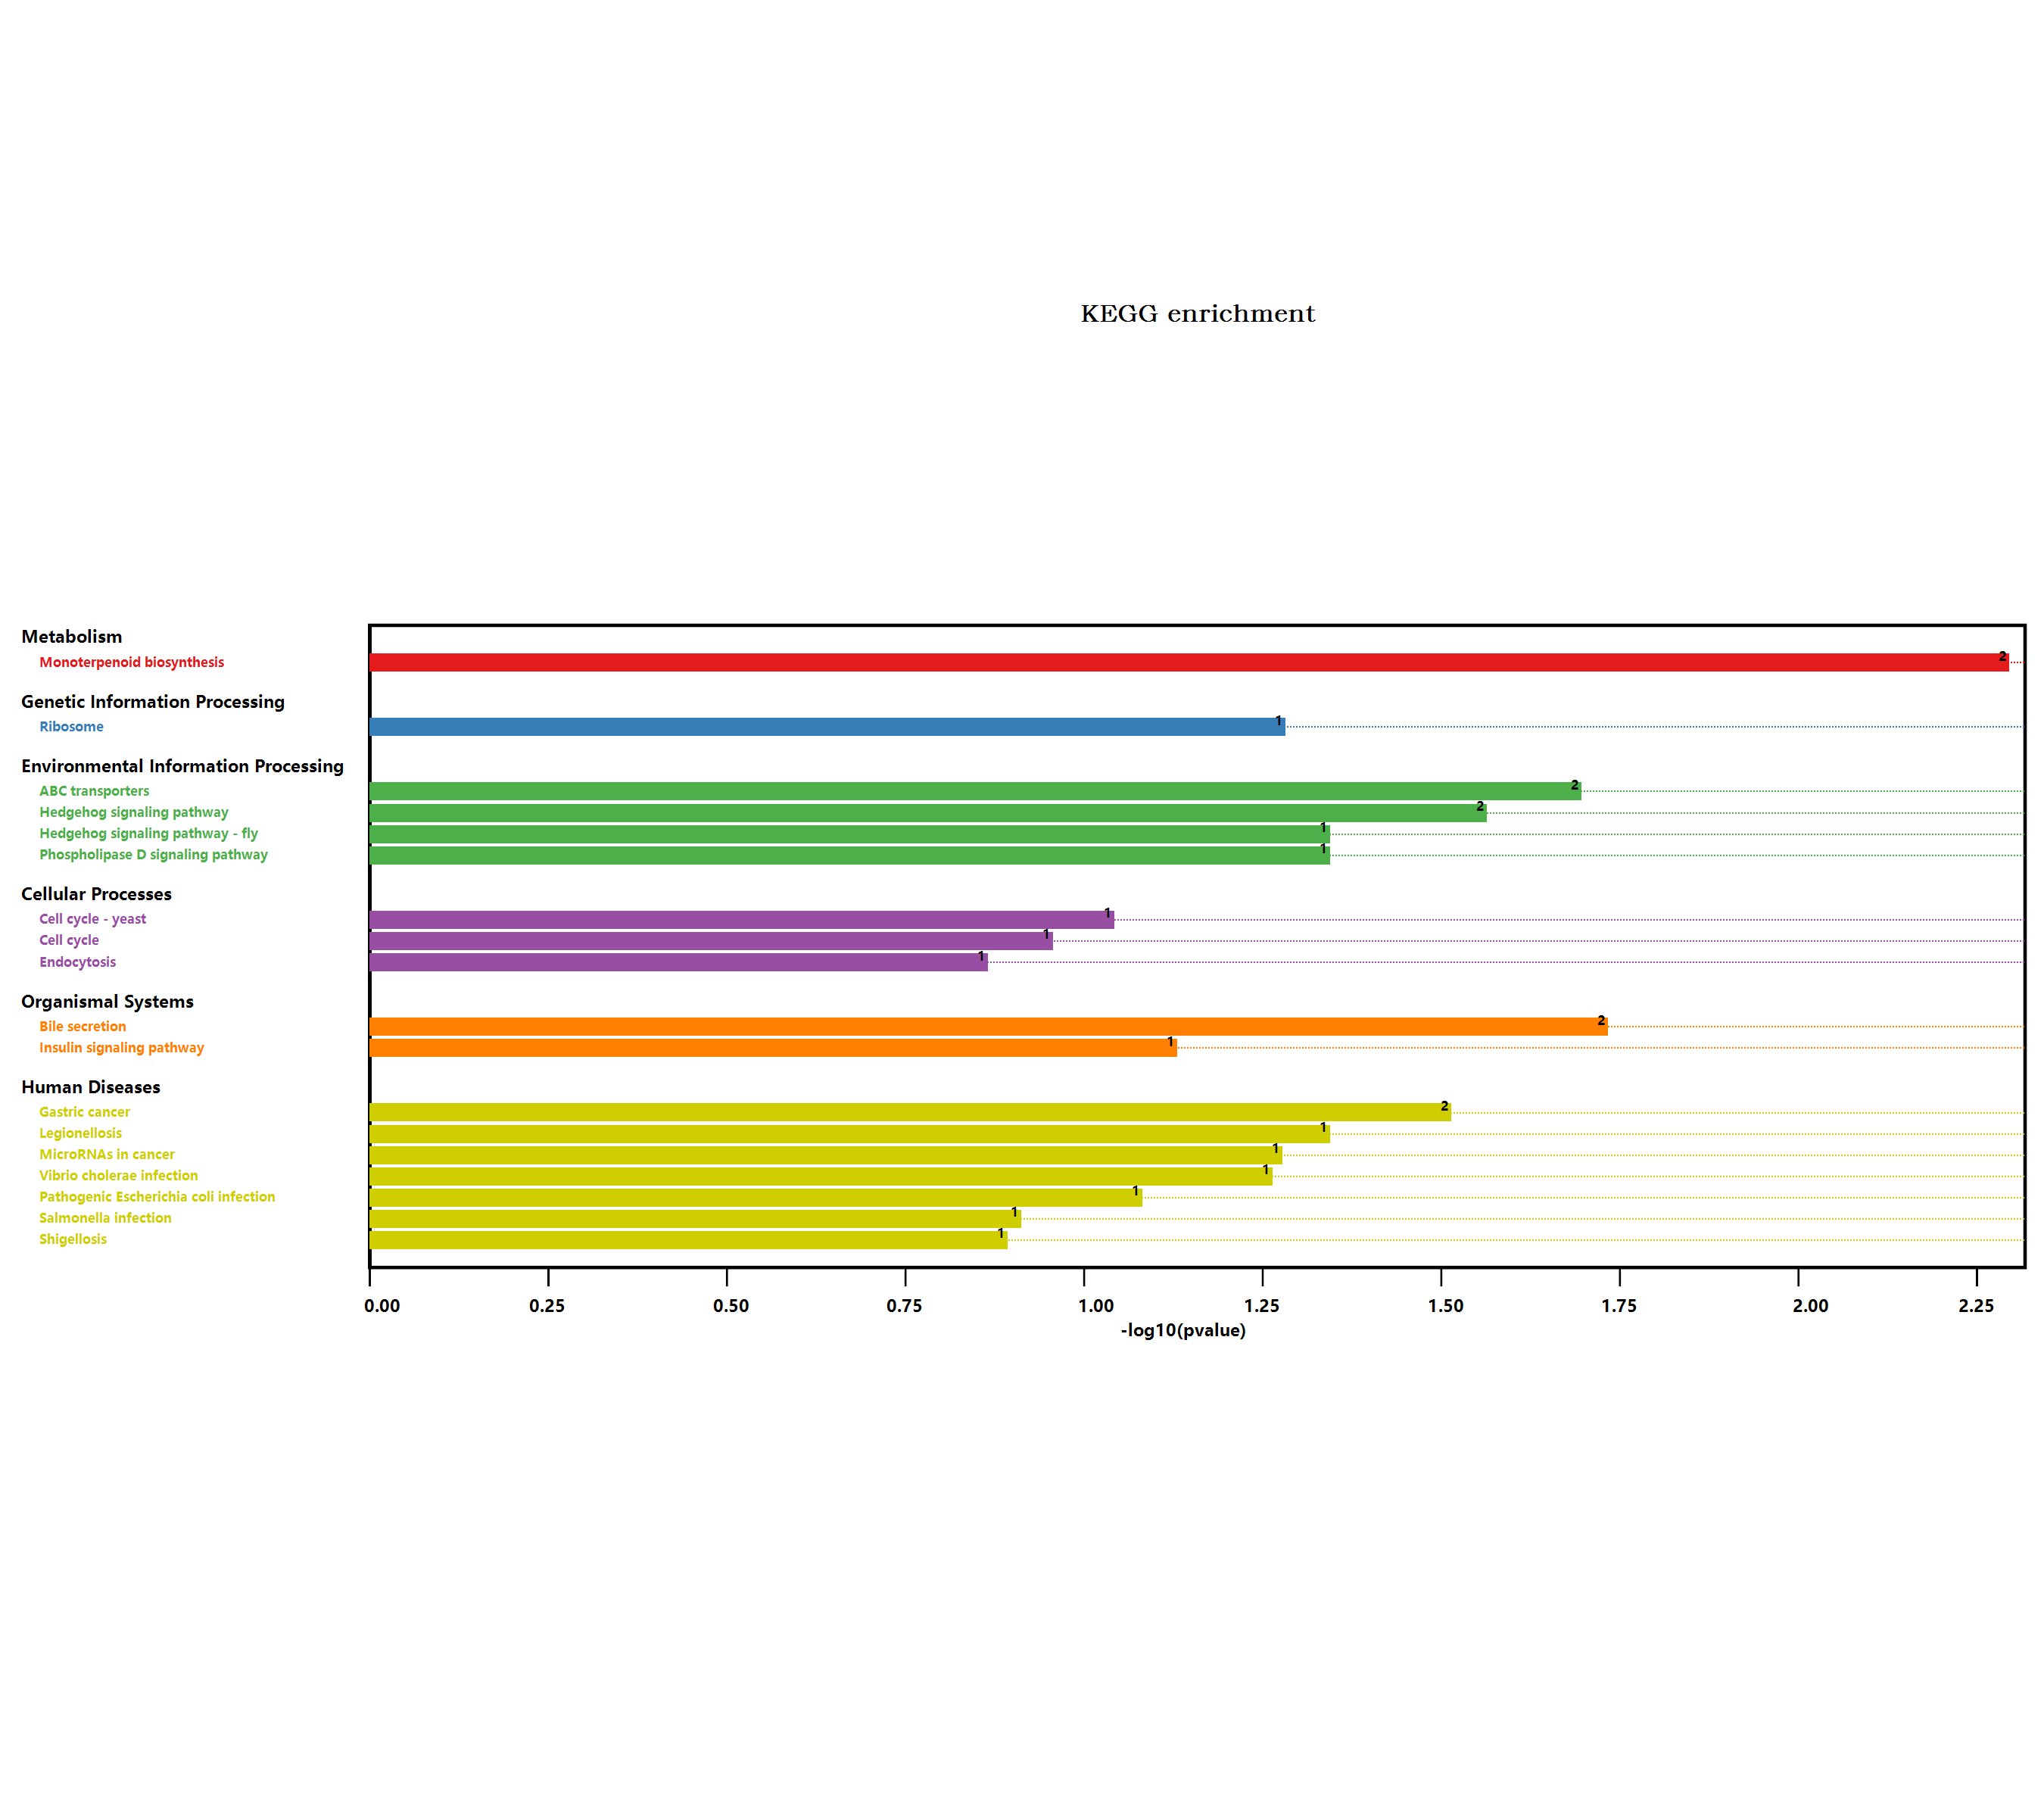 KEGG enrichment
Metabolism
Monoterpenoid biosynthesis
2
Genetic Information Processing
Ribosome
1
Environmental Information Processing
ABC transporters
2
Hedgehog signaling pathway
2
Hedgehog signaling pathway - fly
1
Phospholipase D signaling pathway
1
Cellular Processes
Cell cycle - yeast
1
Cell cycle
1
Endocytosis
1
Organismal Systems
Bile secretion
2
Insulin signaling pathway
1
Human Diseases
Gastric cancer
2
Legionellosis
1
MicroRNAs in cancer
1
Vibrio cholerae infection
1
Pathogenic Escherichia coli infection
1
Salmonella infection
1
Shigellosis
1
0.00 0.25 0.50 0.75 1.00 1.25 1.50 1.75 2.00 2.25
-log10(pvalue)